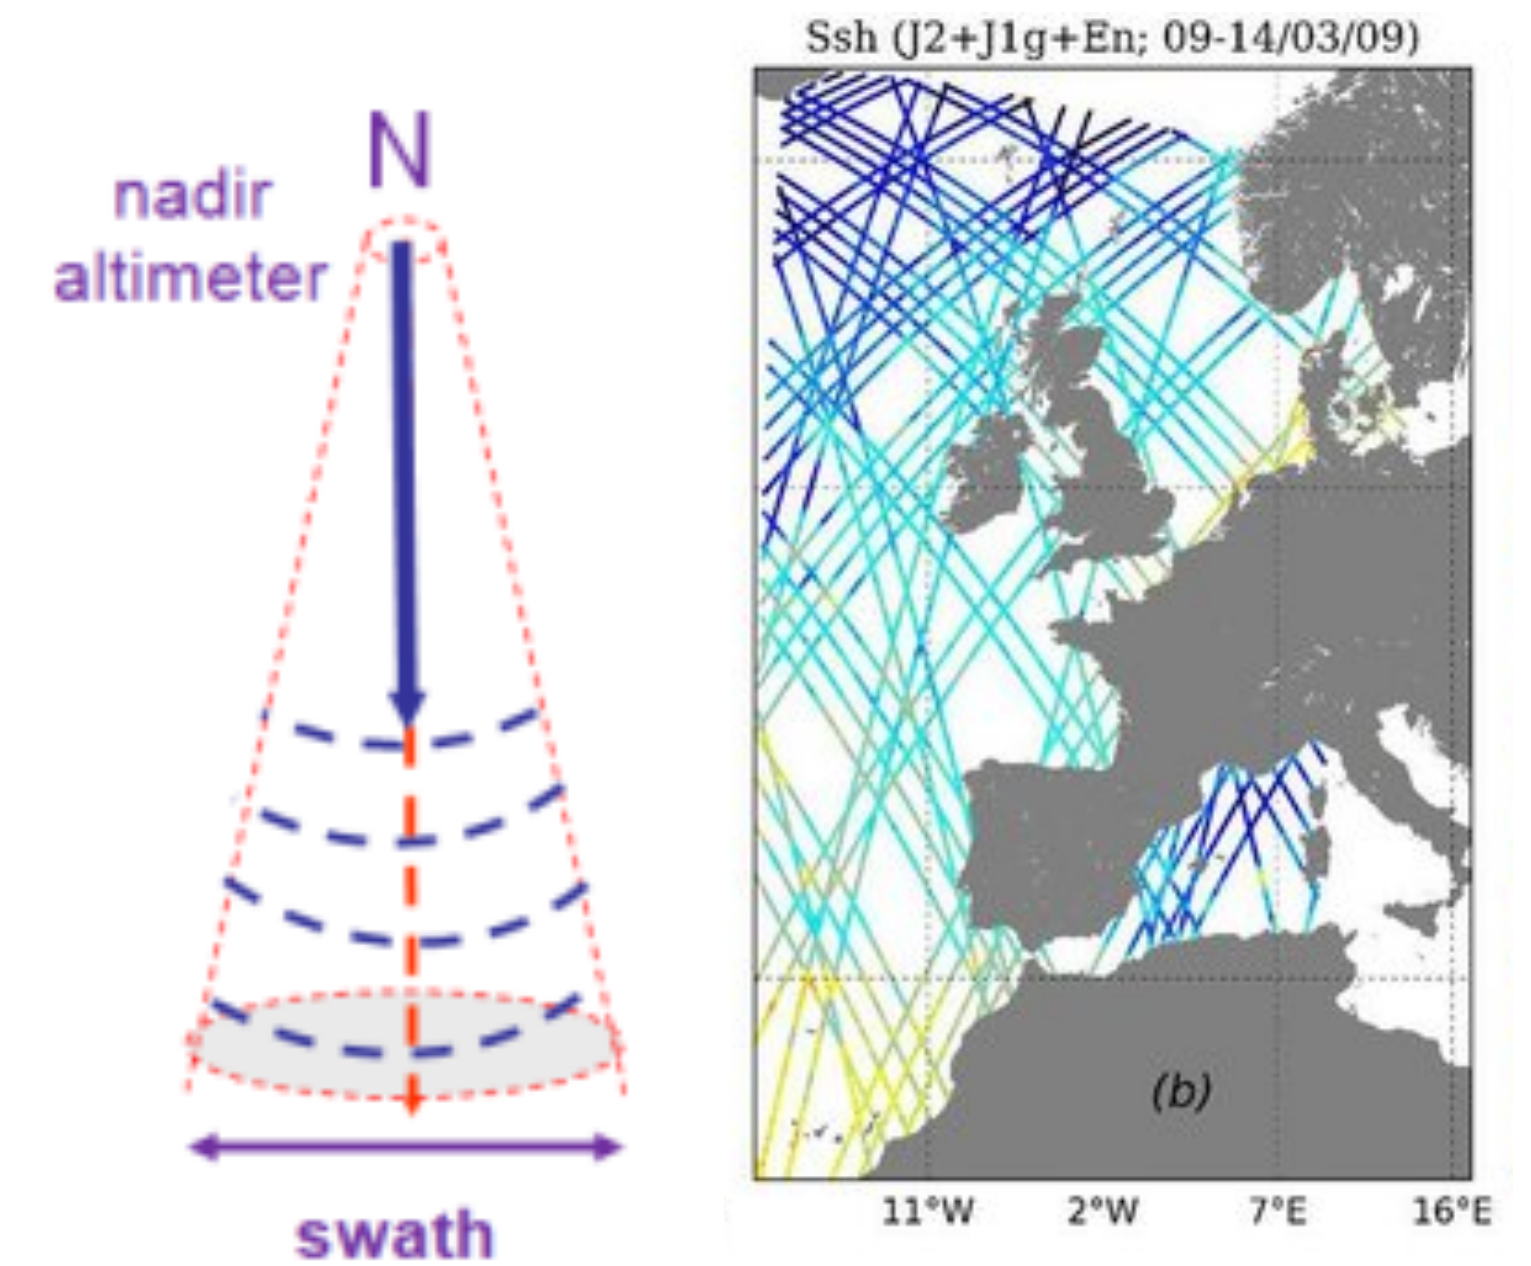 N
nadir
altimeter
swath
Ssh (J2+J1g+En; 09-14/03/09)
(b)
11°W 2°W 7°E 16°E